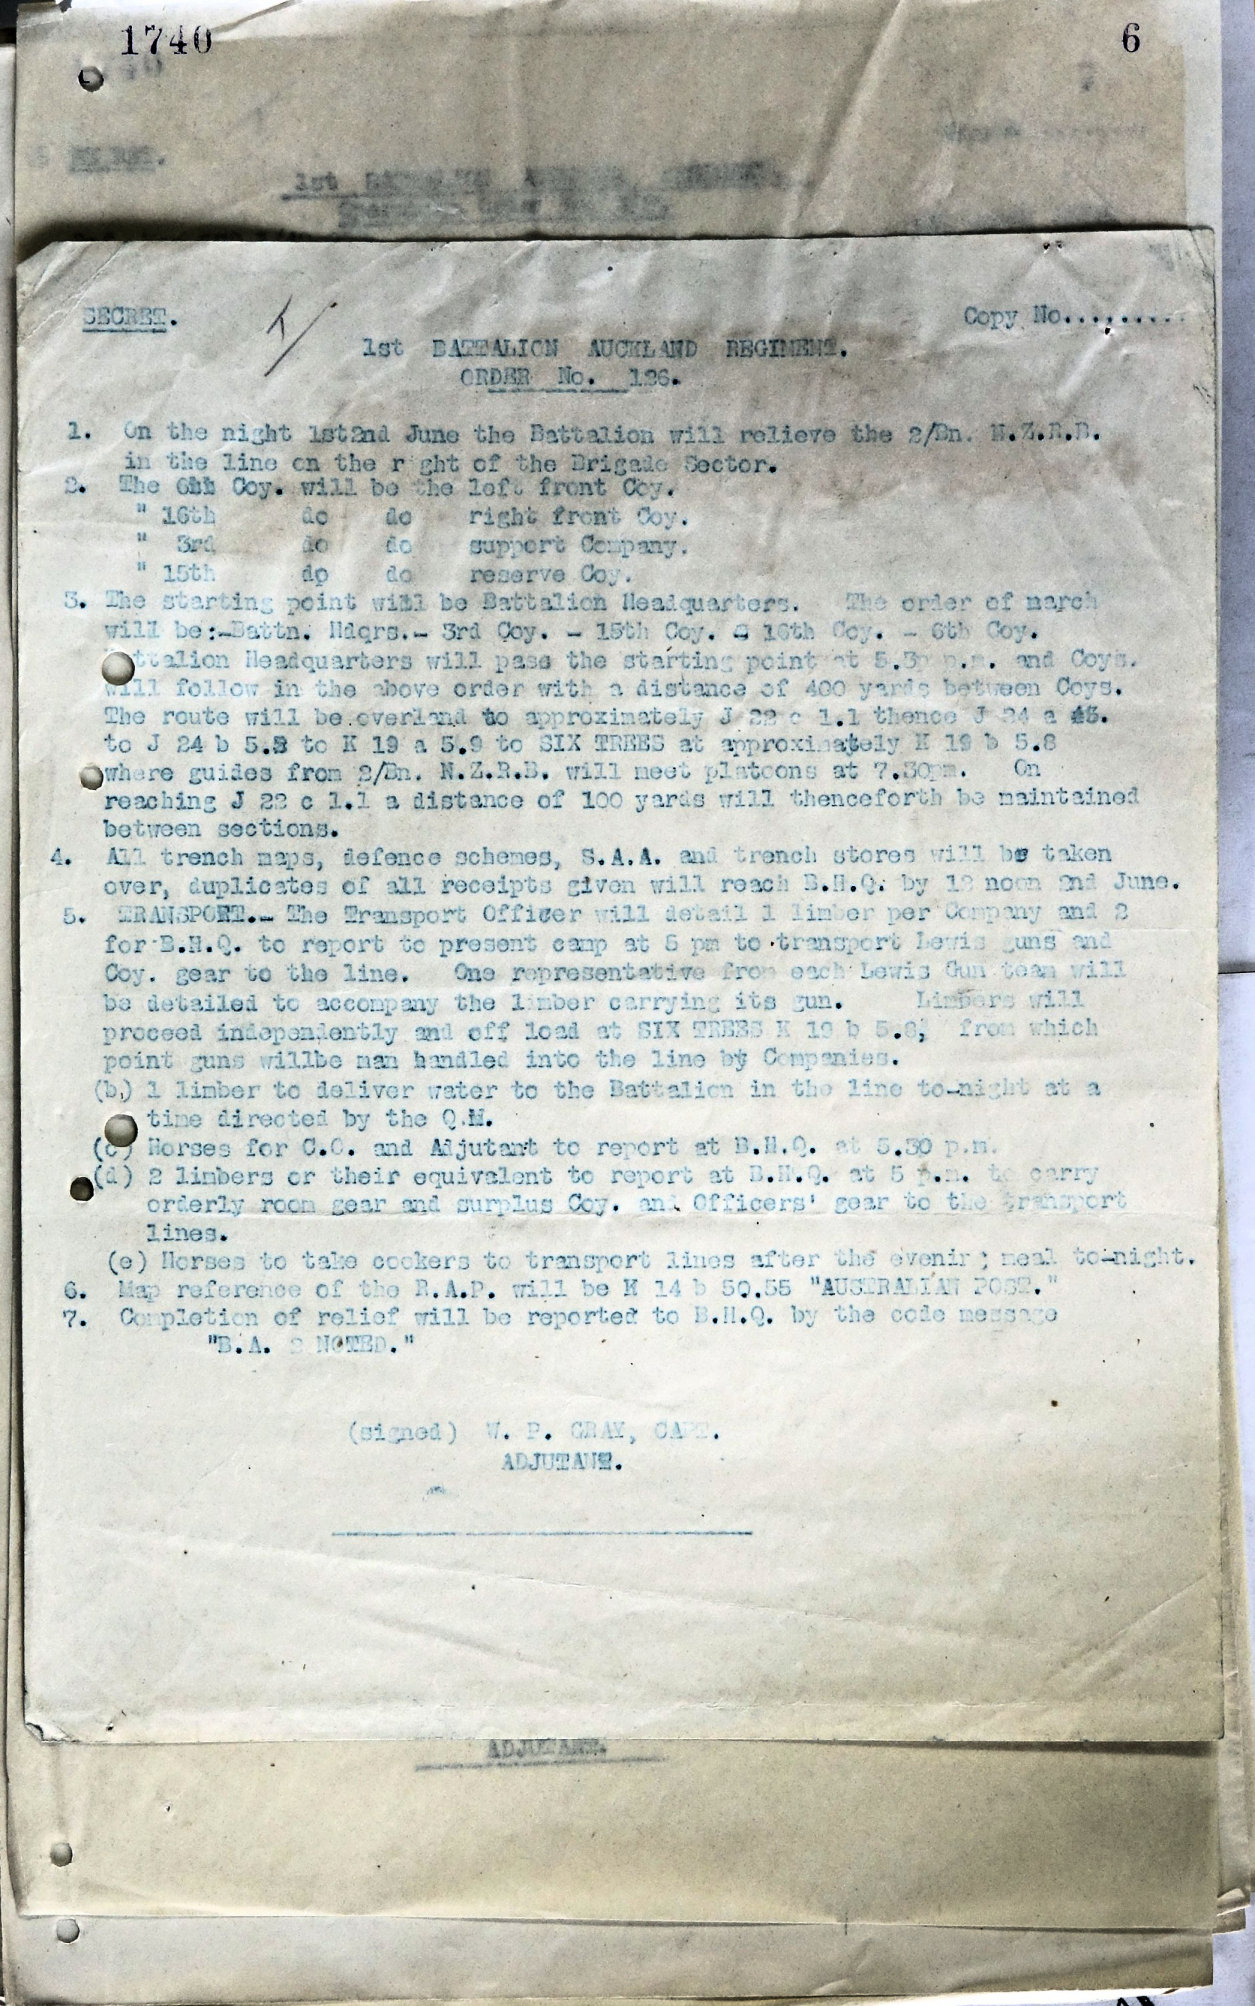 1740
6
SECRET.
Copy No.........
1st BATTALION AUCKLAND REGIMENT.
ORDER No. 126.
1. On the night 1st2nd June the Battalion will relieve the 2/Bn. N.Z.R.B.
in the line on the r ght of the Brigade Sector.
2. The 6th Coy. will be the left front Coy.
" 16th do do right front Coy.
" 3rd do do support Company.
" 15th do do reserve Coy.
3. The starting point will be Battalion Headquarters. The order of march
will be:-Battn. Hdqrs.- 3rd Coy. - 15th Coy. - 16th Coy. - 6th Coy.
Battalion Headquarters will pass the starting point at 5.30 p.m. and Coys.
will follow in the above order with a distance of 400 yards between Coys.
The route will be overland to approximately J 22 c 1.1 thence J 24 a
to J 24 b 5.5 to K 19 a 5.9 to SIX TREES at approximately K 19 b 5.8
where guides from 2/Bn. N.Z.R.B. will meet platoons at 7.30pm. On
reaching J 22 c 1.1 a distance of 100 yards will thenceforth be maintained
between sections.
4. All trench maps, defence schemes, S.A.A. and trench stores will be taken
over, duplicates of all receipts given will reach B.H.Q. by 12 noon 2nd June.
5. TRANSPORT.- The Transport Officer will detail 1 limber per Company and 2
for B.H.Q. to report to present camp at 5 pm to transport Lewis guns and
Coy. gear to the line. One representative from each Lewis Gun team will
be detailed to accompany the limber carrying its gun. Limbers will
proceed independently and off load at SIX TREES K 19 b 5.8, from which
point guns willbe man handled into the line by Companies.
(b) 1 limber to deliver water to the Battalion in the line to-night at a
time directed by the Q.M.
(c) Horses for C.O. and Adjutant to report at B.H.Q. at 5.30 p.m.
(d) 2 limbers or their equivalent to report at B.H.Q. at 5 p.m. to carry
orderly room gear and surplus Coy. and Officers' gear to the transport
lines.
(e) Horses to take cookers to transport lines after the evening meal to-night.
6. Map reference of the R.A.P. will be K 14 b 50.55 "AUSTRALIAN POST."
7. Completion of relief will be reported to B.H.Q. by the code message
"B.A. 2 NOTED."
(signed) W. P. GRAY, CAPT.
ADJUTANT.
ADJUTANT.